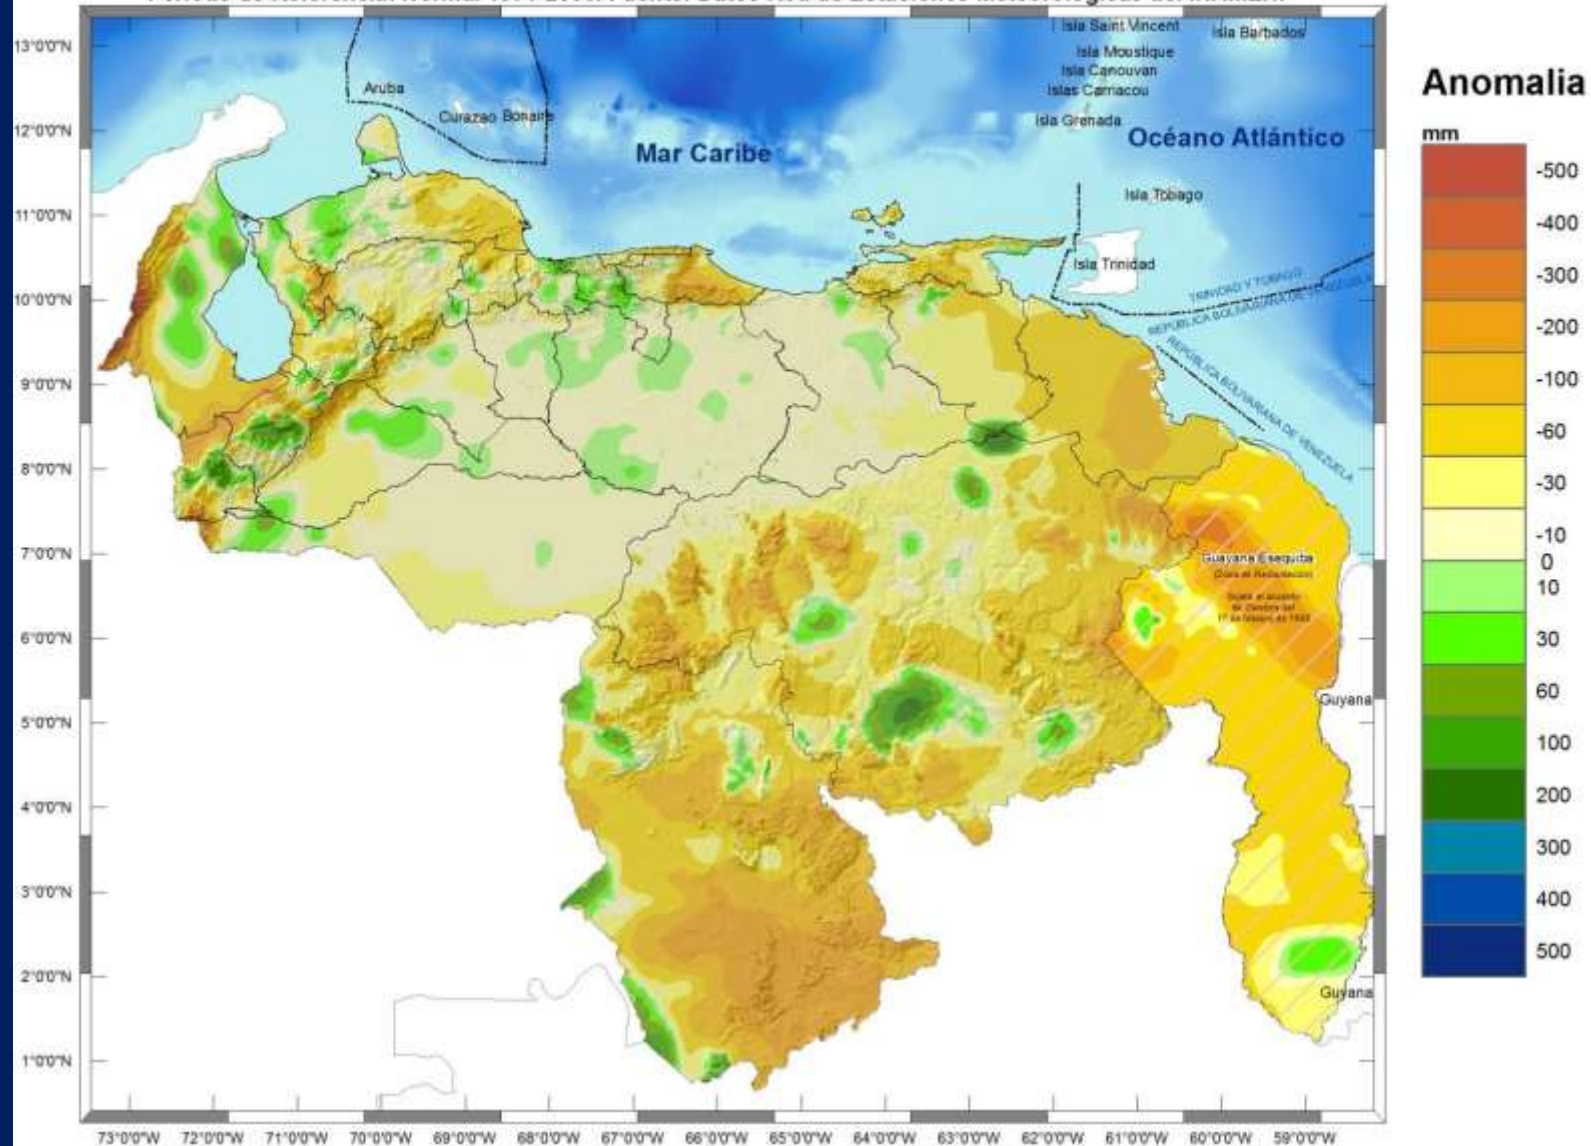 Isla Saint Vincent
Isla Barbados
13°0'0"N
Isla Moustique
Isla Canouvan
Aruba
Islas Carriacou
Curazao Bonaire
Isla Grenada
12°0'0"N
Mar Caribe
Océano Atlántico
Isla Tobago
11°0'0"N
Isla Trinidad
10°0'0"N
TRINIDAD Y TOBAGO
REPÚBLICA BOLIVARIANA DE VENEZUELA
REPÚBLICA BOLIVARIANA DE VENEZUELA
9°0'0"N
8°0'0"N
7°0'0"N
Guayana Esequiba
6°0'0"N
Guyana
5°0'0"N
4°0'0"N
3°0'0"N
2°0'0"N
Guyana
1°0'0"N
73°0'0"W 72°0'0"W 71°0'0"W 70°0'0"W 69°0'0"W 68°0'0"W 67°0'0"W 66°0'0"W 65°0'0"W 64°0'0"W 63°0'0"W 62°0'0"W 61°0'0"W 60°0'0"W 59°0'0"W
Anomalia
mm
-500
-400
-300
-200
-100
-60
-30
-10
0
10
30
60
100
200
300
400
500